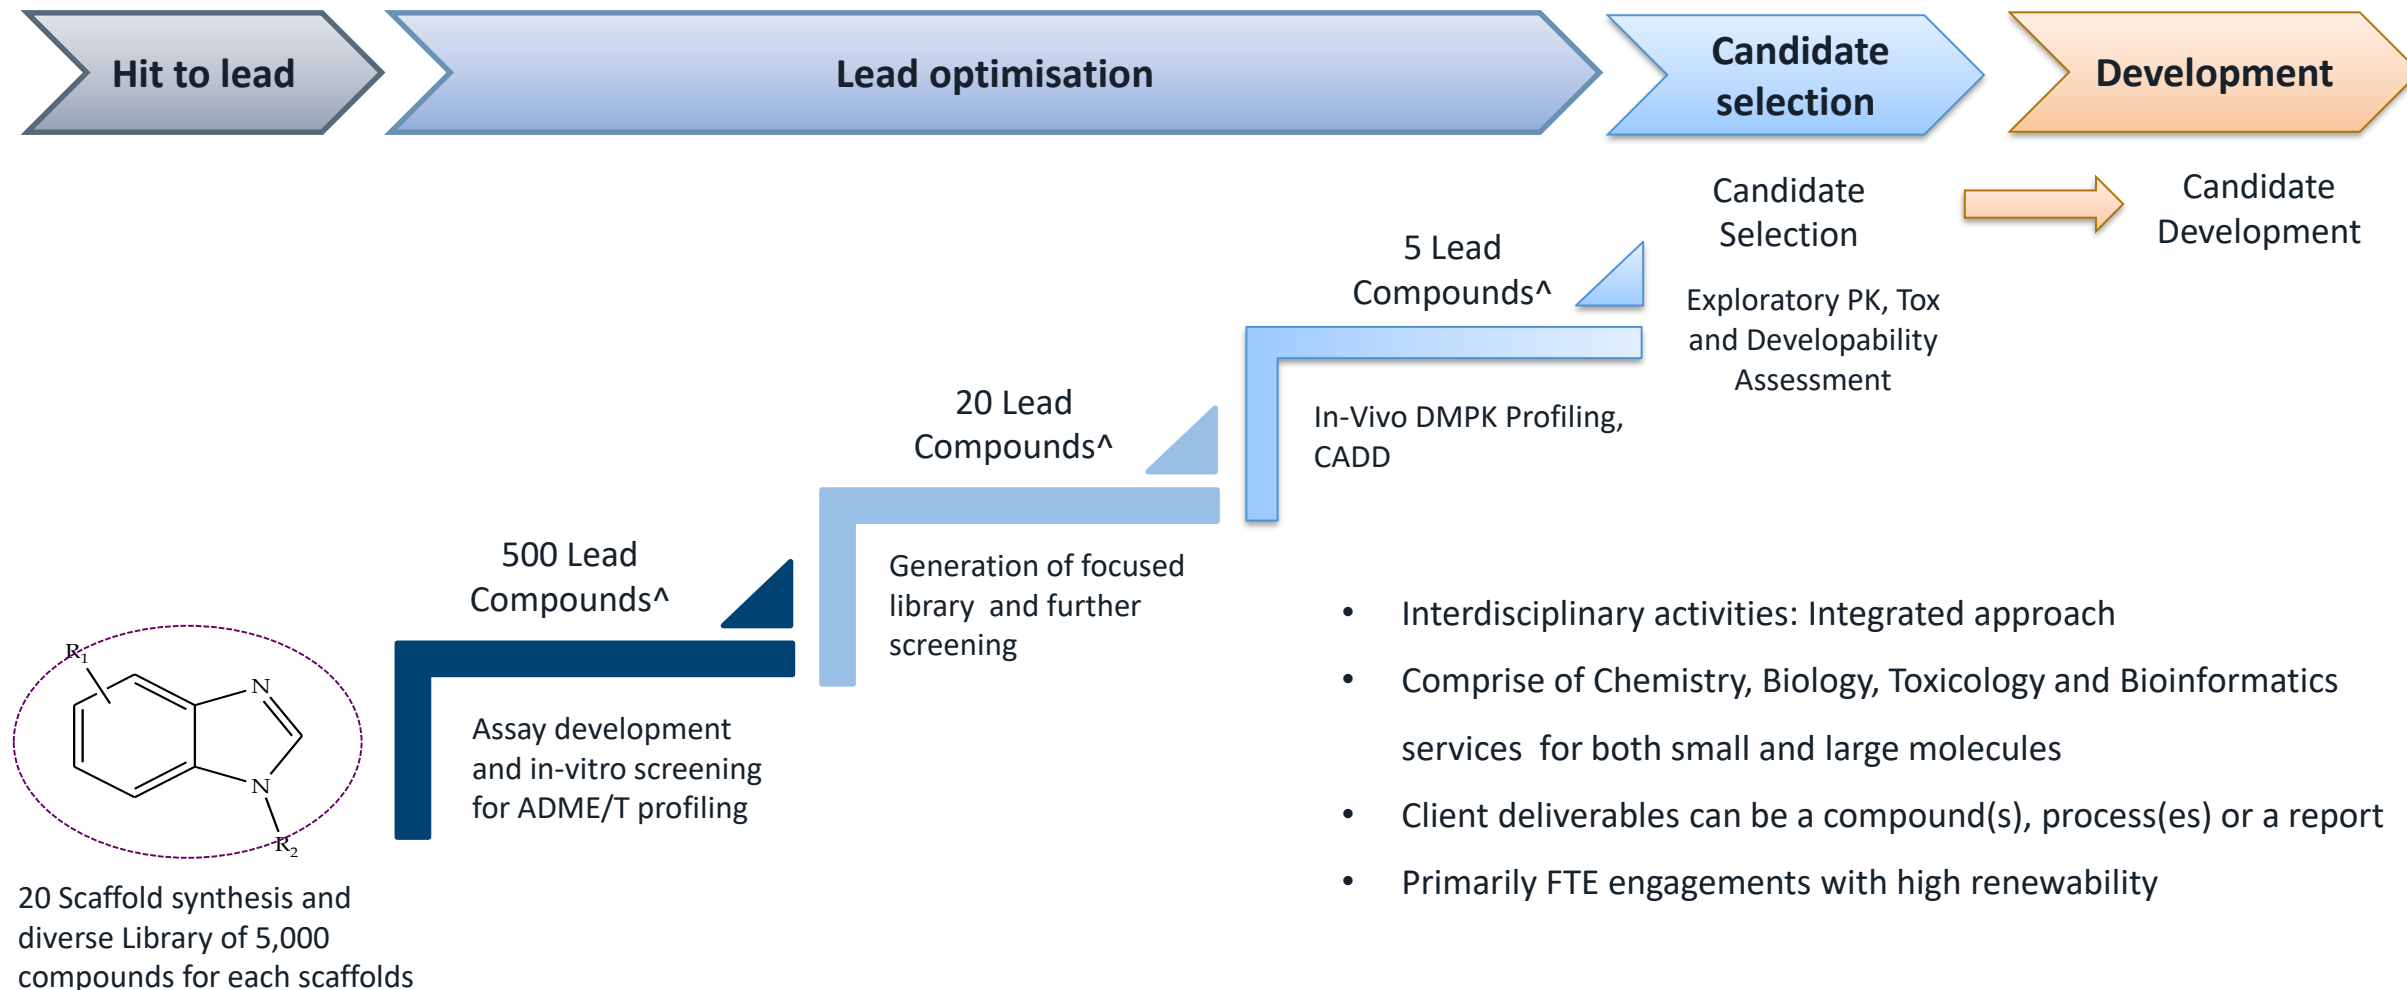 Hit to lead
Lead optimisation
Candidate
selection
Development
Candidate
Selection
Candidate
Development
Exploratory PK, Tox
and Developability
Assessment
5 Lead
Compounds^
In-Vivo DMPK Profiling,
CADD
20 Lead
Compounds^
Generation of focused
library and further
screening
500 Lead
Compounds^
Assay development
and in-vitro screening
for ADME/T profiling
R1
N
N
R2
20 Scaffold synthesis and
diverse Library of 5,000
compounds for each scaffolds
• Interdisciplinary activities: Integrated approach
• Comprise of Chemistry, Biology, Toxicology and Bioinformatics
services for both small and large molecules
• Client deliverables can be a compound(s), process(es) or a report
• Primarily FTE engagements with high renewability